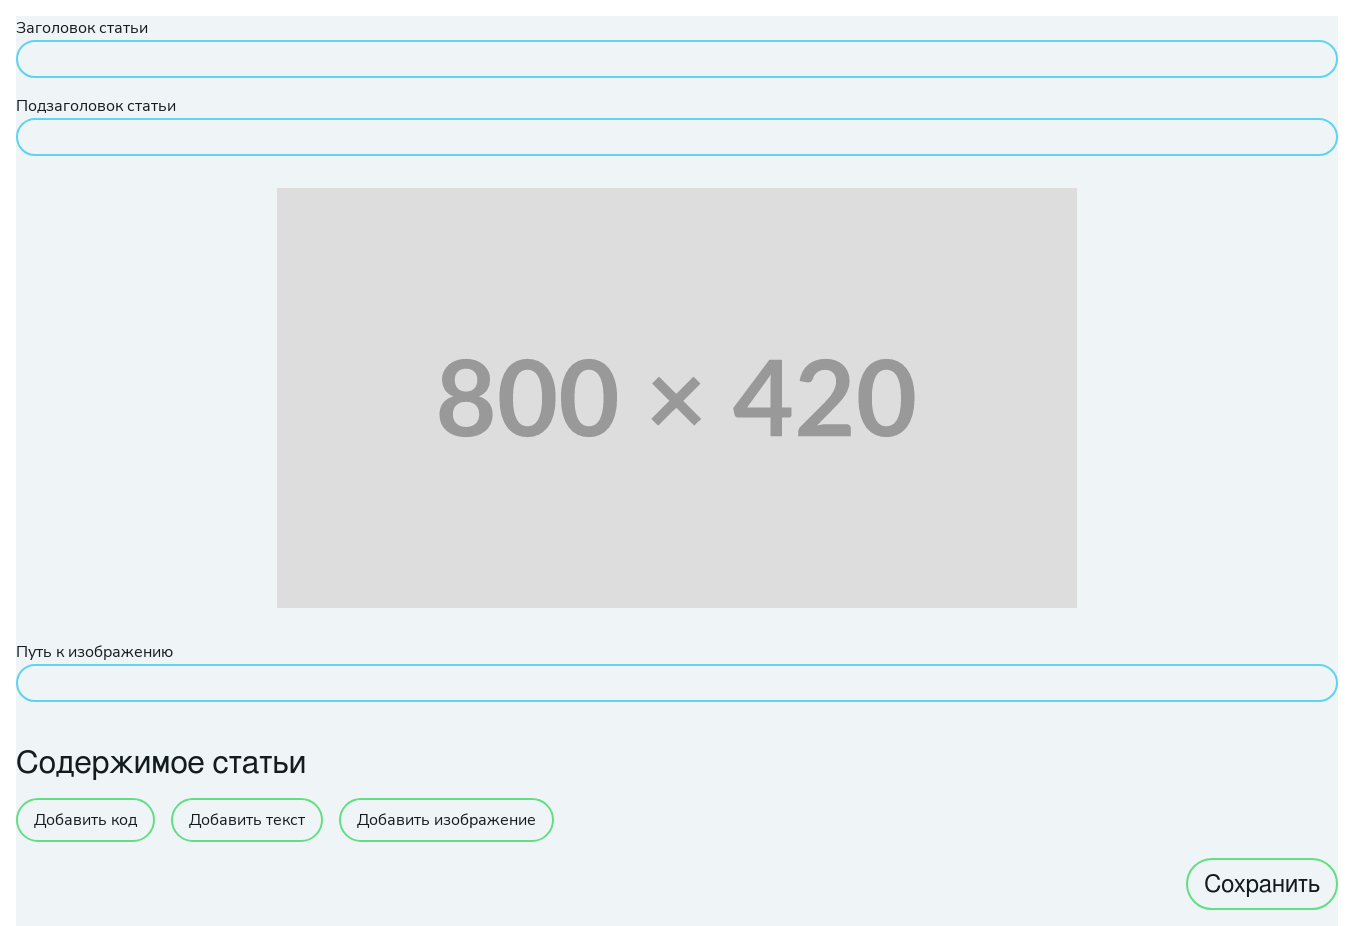 Заголовок статьи
Подзаголовок статьи
800 × 420
Путь к изображению
Содержимое статьи
Добавить код
Добавить текст
Добавить изображение
Сохранить